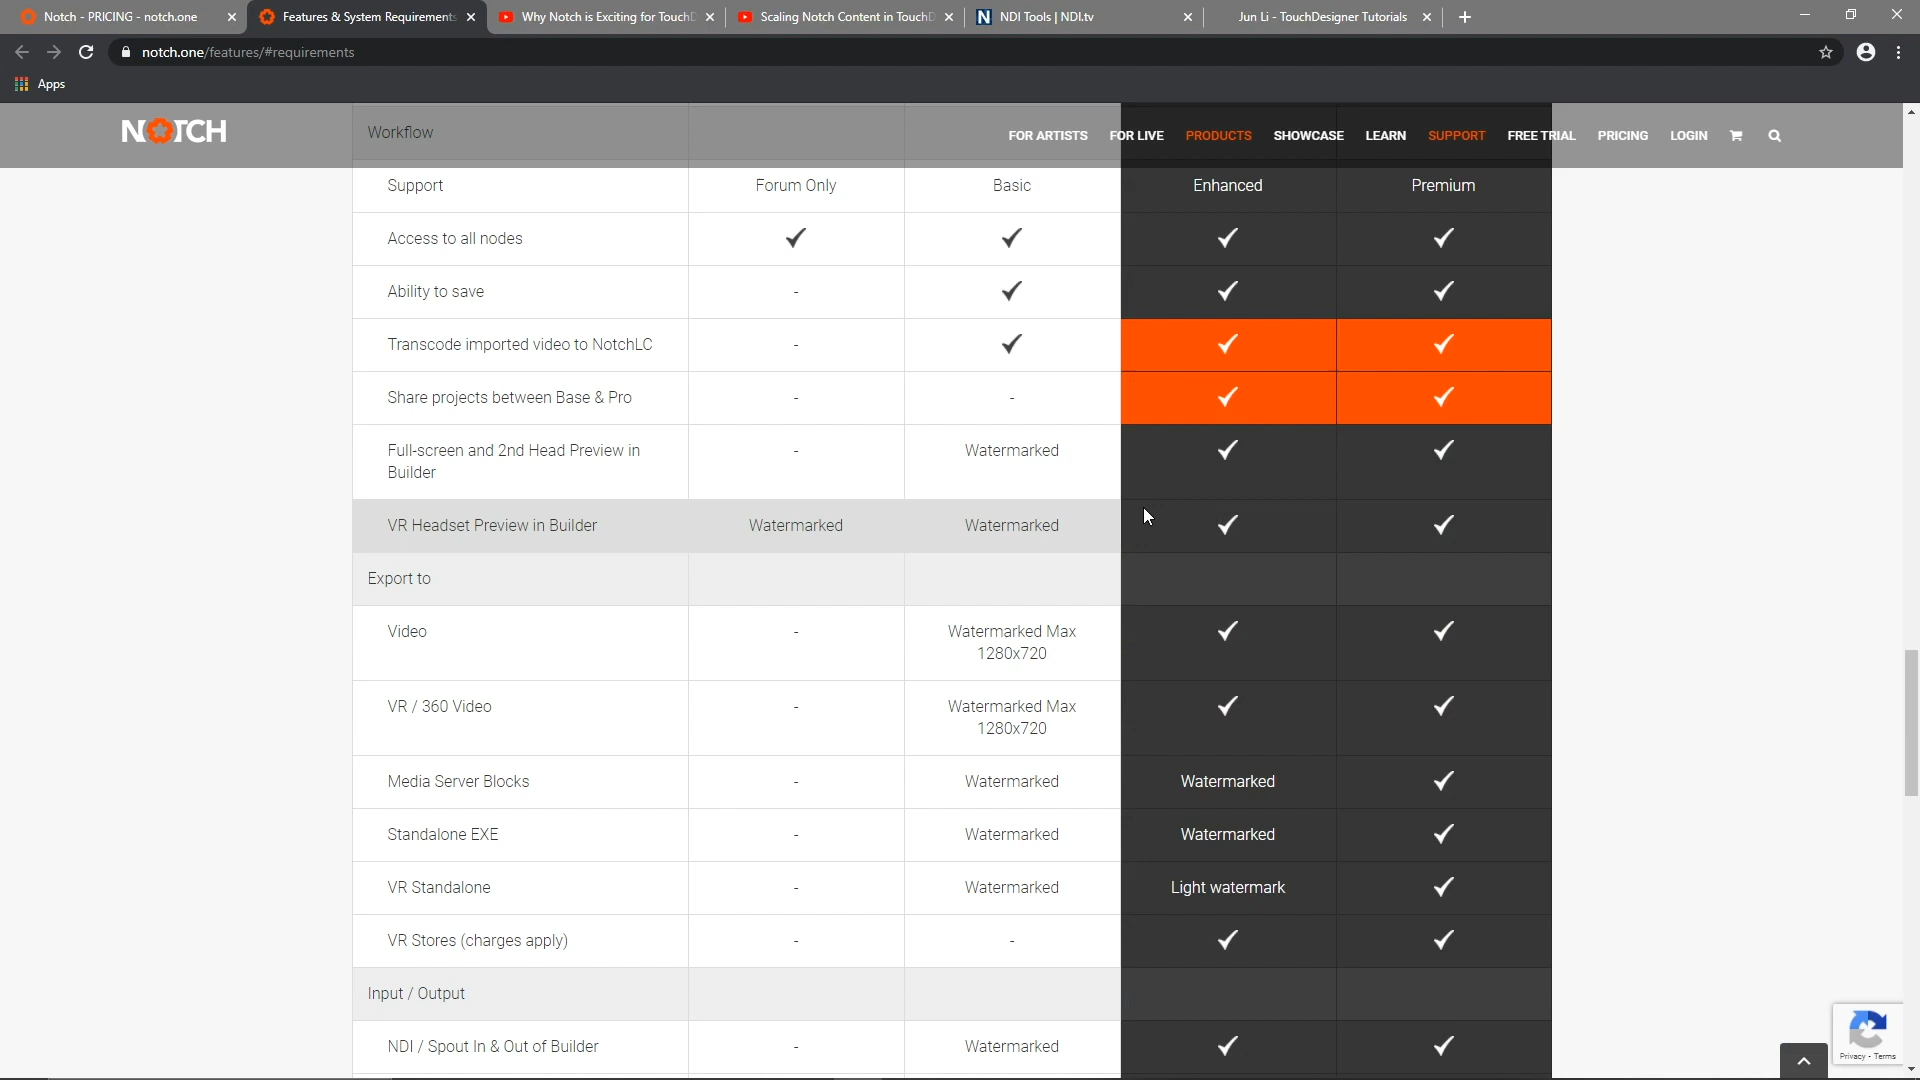 Notch - PRICING - notch.one
Features & System Requirements
Why Notch is Exciting for TouchD
Scaling Notch Content in TouchD
NDI Tools | NDI.tv
Jun Li - TouchDesigner Tutorials
notch.one/features/#requirements
Apps
NOTCH
FOR ARTISTS FOR LIVE PRODUCTS SHOWCASE LEARN SUPPORT FREE TRIAL PRICING LOGIN
Workflow
Support Forum Only Basic Enhanced Premium
Access to all nodes ✓ ✓ ✓ ✓
Ability to save - ✓ ✓ ✓
Transcode imported video to NotchLC - ✓ ✓ ✓
Share projects between Base & Pro - - ✓ ✓
Full-screen and 2nd Head Preview in
Builder
- Watermarked ✓ ✓
VR Headset Preview in Builder Watermarked Watermarked ✓ ✓
Export to
Video - Watermarked Max
1280x720
✓ ✓
VR / 360 Video - Watermarked Max
1280x720
✓ ✓
Media Server Blocks - Watermarked Watermarked ✓
Standalone EXE - Watermarked Watermarked ✓
VR Standalone - Watermarked Light watermark ✓
VR Stores (charges apply) - - ✓ ✓
Input / Output
NDI / Spout In & Out of Builder - Watermarked ✓ ✓
Privacy - Terms